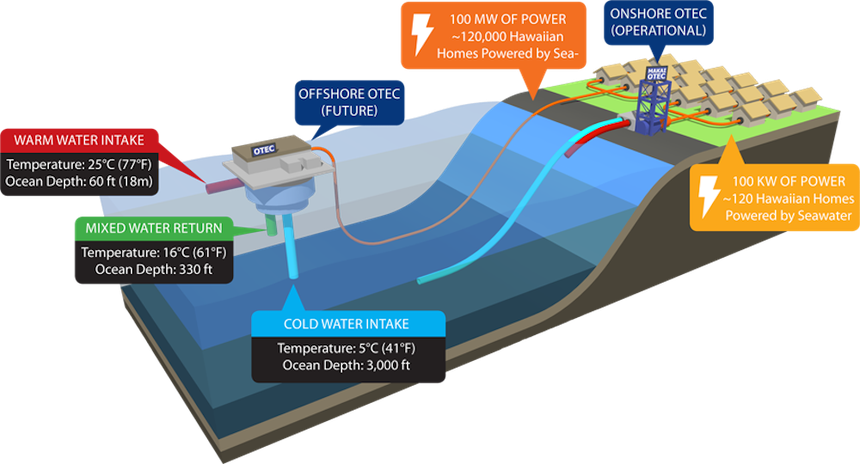 100 MW OF POWER
~120,000 Hawaiian
Homes Powered by Sea-
ONSHORE OTEC
(OPERATIONAL)
MAKAI
OTEC
OFFSHORE OTEC
(FUTURE)
OTEC
WARM WATER INTAKE
Temperature: 25°C (77°F)
Ocean Depth: 60 ft (18m)
100 KW OF POWER
~120 Hawaiian Homes
Powered by Seawater
MIXED WATER RETURN
Temperature: 16°C (61°F)
Ocean Depth: 330 ft
COLD WATER INTAKE
Temperature: 5°C (41°F)
Ocean Depth: 3,000 ft